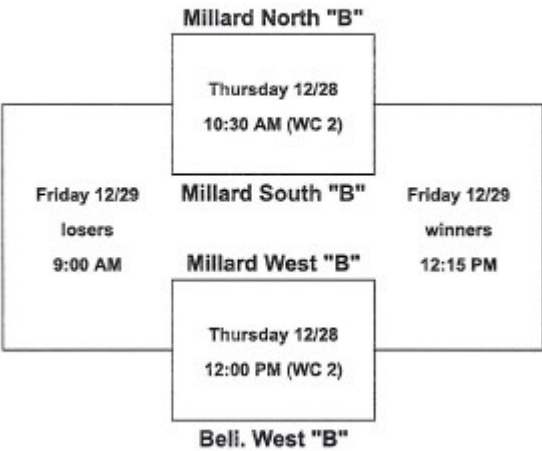 Millard North "B"
Thursday 12/28
10:30 AM (WC 2)
Millard South "B"
Friday 12/29
losers
9:00 AM
Friday 12/29
winners
12:15 PM
Millard West "B"
Thursday 12/28
12:00 PM (WC 2)
Bell. West "B"